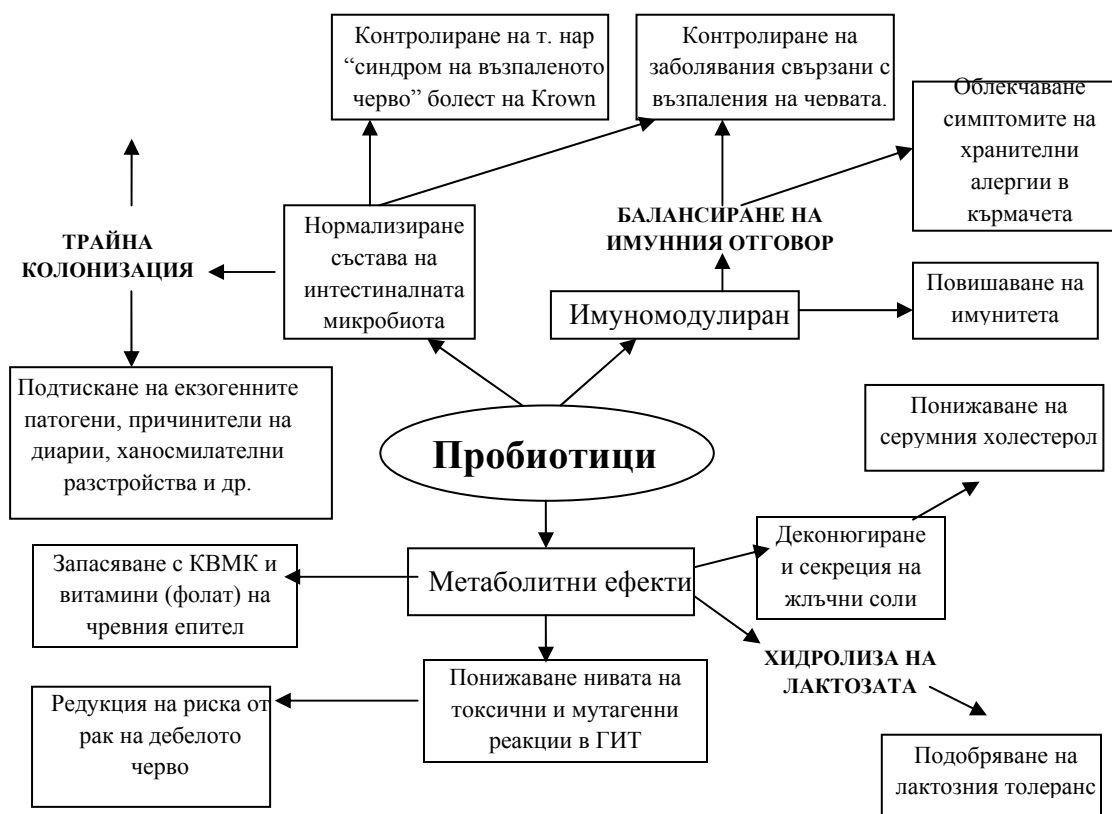 Контролиране на т. нар
“синдром на възпаленото
черво” болест на Krown
Контролиране на
заболявания свързани с
възпаления на червата.
Облекчаване
симптомите на
хранителни
алергии в
кърмачета
ТРАЙНА
КОЛОНИЗАЦИЯ
Нормализиране
състава на
интестиналната
микробиота
БАЛАНСИРАНЕ НА
ИМУННИЯ ОТГОВОР
Имуномодулиран
Повишаване на
имунитета
Подтискане на екзогенните
патогени, причинители на
диарии, ханосмилателни
разстройства и др.
Пробиотици
Понижаване на
серумния холестерол
Запасяване с КВМК и
витамини (фолат) на
чревния епител
Метаболитни ефекти
Деконюгиране
и секреция на
жлъчни соли
ХИДРОЛИЗА НА
ЛАКТОЗАТА
Редукция на риска от
рак на дебелото
черво
Понижаване нивата на
токсични и мутагенни
реакции в ГИТ
Подобряване на
лактозния толеранс